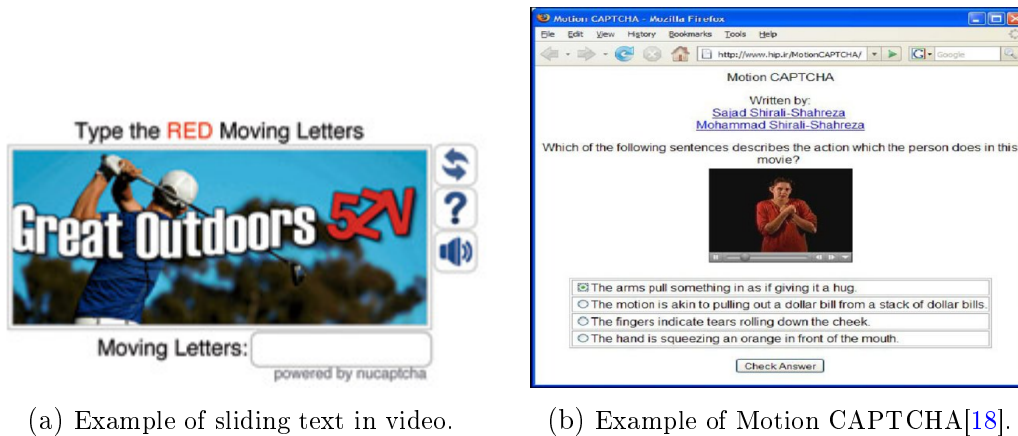 Type the RED Moving Letters
Great Outdoors 52V
?
Moving Letters:
powered by nucaptcha
(a) Example of sliding text in video.
Motion CAPTCHA - Mozilla Firefox
File Edit View History Bookmarks Tools Help
http://www.hip.ir/MotionCAPTCHA/ G Google
Motion CAPTCHA
Written by:
Sajad Shirali-Shahreza
Mohammad Shirali-Shahreza
Which of the following sentences describes the action which the person does in this
movie?
The arms pull something in as if giving it a hug.
The motion is akin to pulling out a dollar bill from a stack of dollar bills.
The fingers indicate tears rolling down the cheek.
The hand is squeezing an orange in front of the mouth.
Check Answer
(b) Example of Motion CAPTCHA[18].